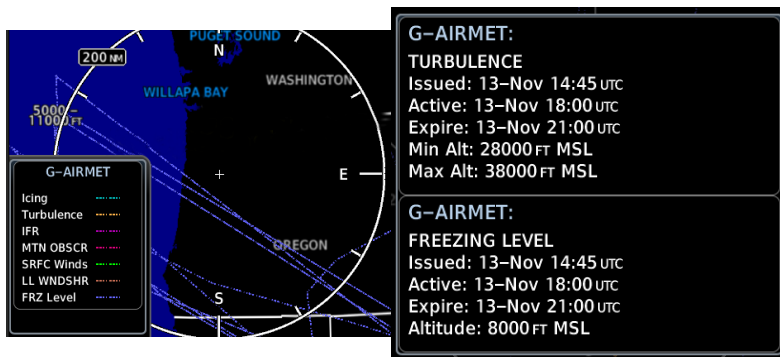 PUGET SOUND
N
200 NM
WASHINGTON
WILLAPA BAY
5000 –
11000 FT.
E
OREGON
S
G–AIRMET
Icing
Turbulence
IFR
MTN OBSCR
SRFC Winds
LL WNDSHR
FRZ Level
G–AIRMET:
TURBULENCE
Issued: 13–Nov 14:45 UTC
Active: 13–Nov 18:00 UTC
Expire: 13–Nov 21:00 UTC
Min Alt: 28000 FT MSL
Max Alt: 38000 FT MSL
G–AIRMET:
FREEZING LEVEL
Issued: 13–Nov 14:45 UTC
Active: 13–Nov 18:00 UTC
Expire: 13–Nov 21:00 UTC
Altitude: 8000 FT MSL